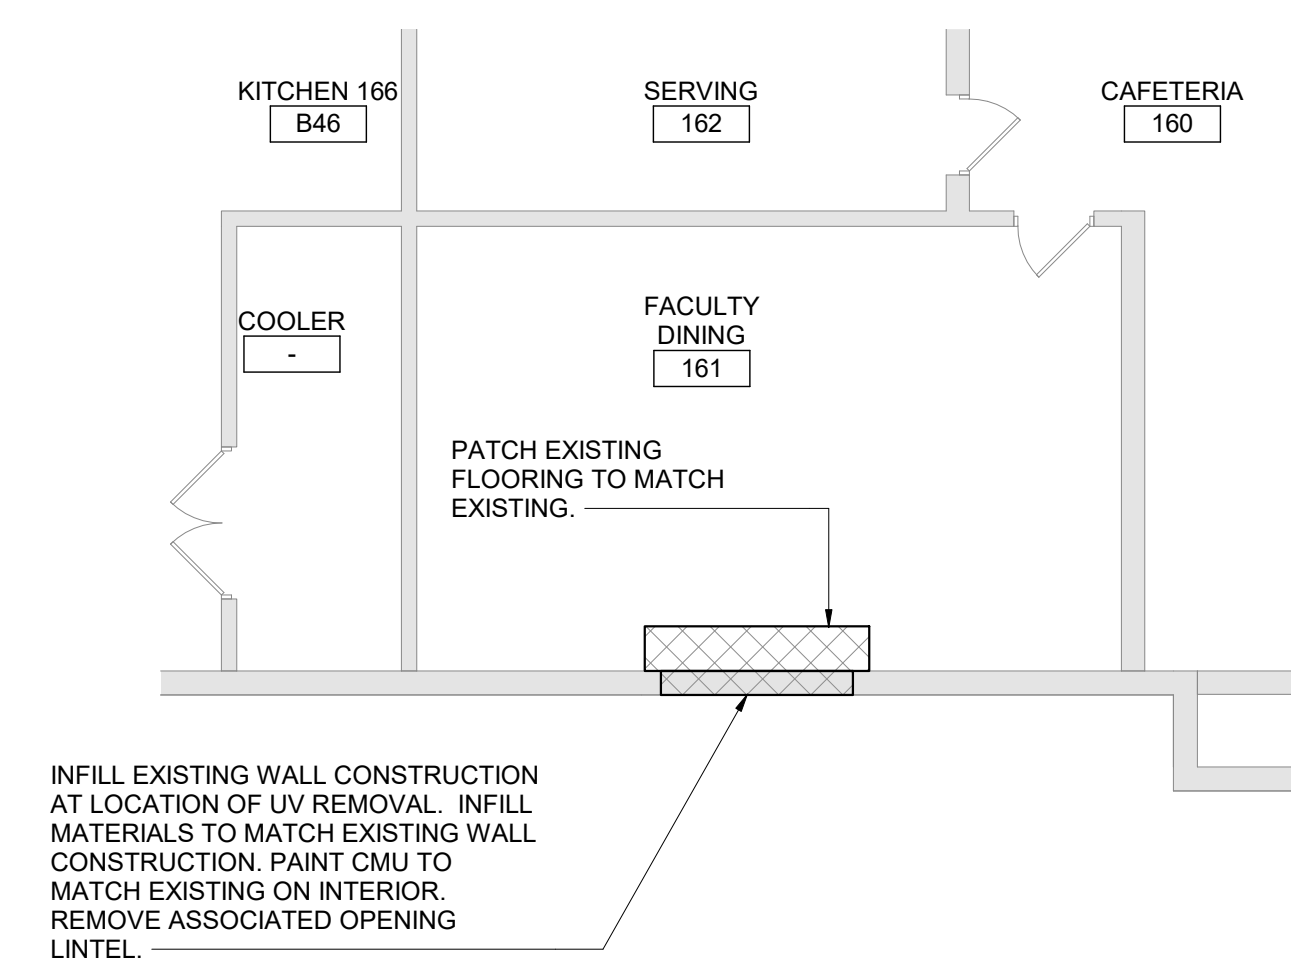 KITCHEN 166
B46
SERVING
162
CAFETERIA
160
COOLER
-
FACULTY
DINING
161
PATCH EXISTING
FLOORING TO MATCH
EXISTING.
INFILL EXISTING WALL CONSTRUCTION
AT LOCATION OF UV REMOVAL.  INFILL
MATERIALS TO MATCH EXISTING WALL
CONSTRUCTION. PAINT CMU TO
MATCH EXISTING ON INTERIOR.
REMOVE ASSOCIATED OPENING
LINTEL.